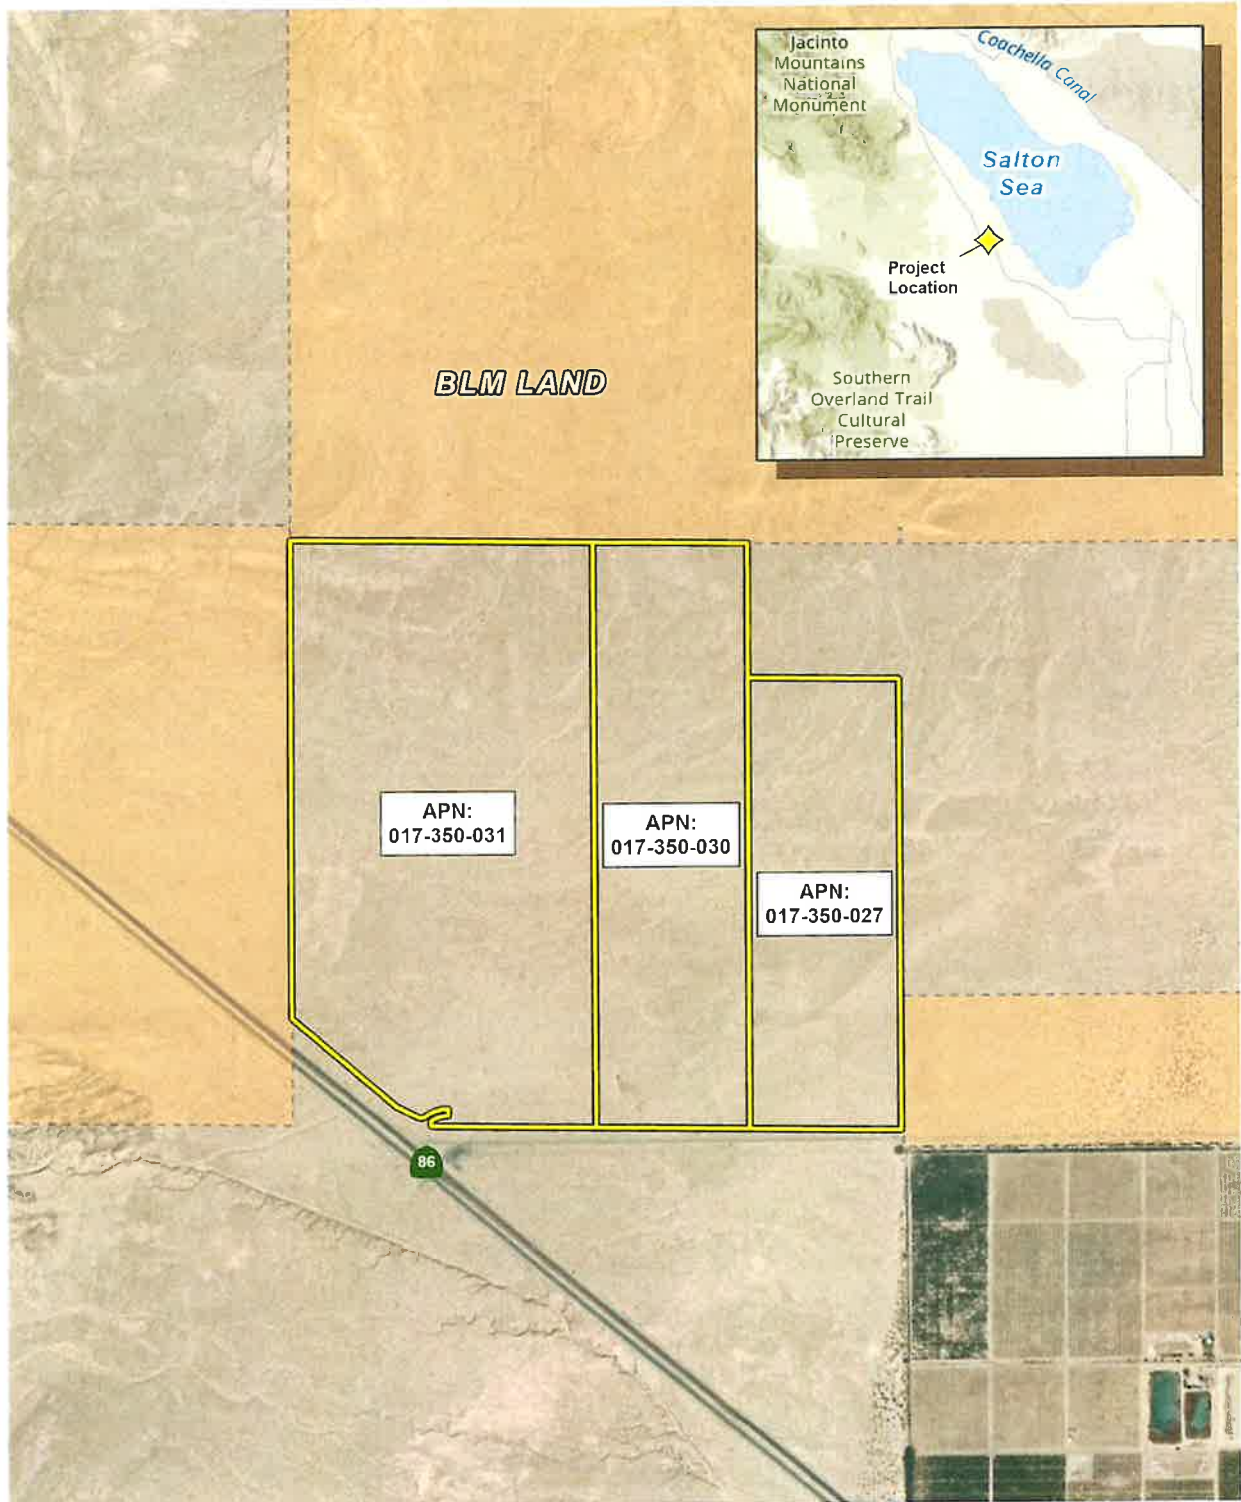 Jacinto
Mountains
National
Monument
Coachella Canal
Salton
Sea
Project
Location
Southern
Overland Trail
Cultural
Preserve
BLM LAND
APN:
017-350-031
APN:
017-350-030
APN:
017-350-027
86